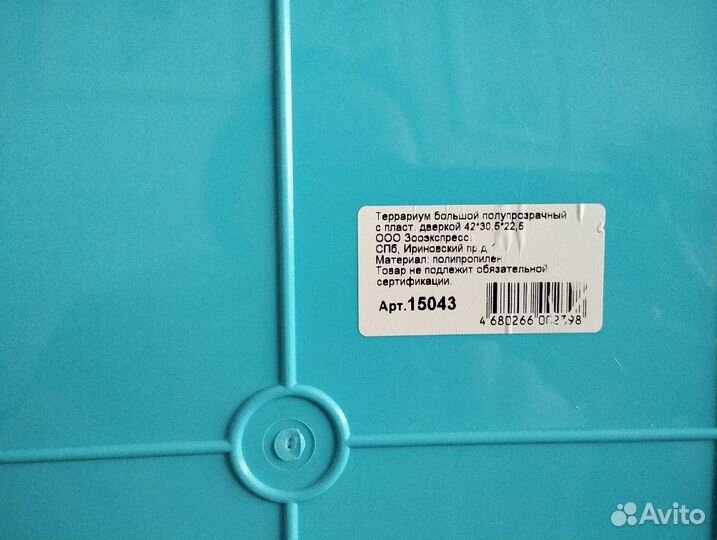 Террариум большой полупрозрачный
с пласт. дверкой 42*30,5*22,5
ООО Зооэкспресс
СПб, Ириновский пр.д.
Материал: полипропилен
Товар не подлежит обязательной
сертификации.
Арт.15043
4 680266 002398
Avito